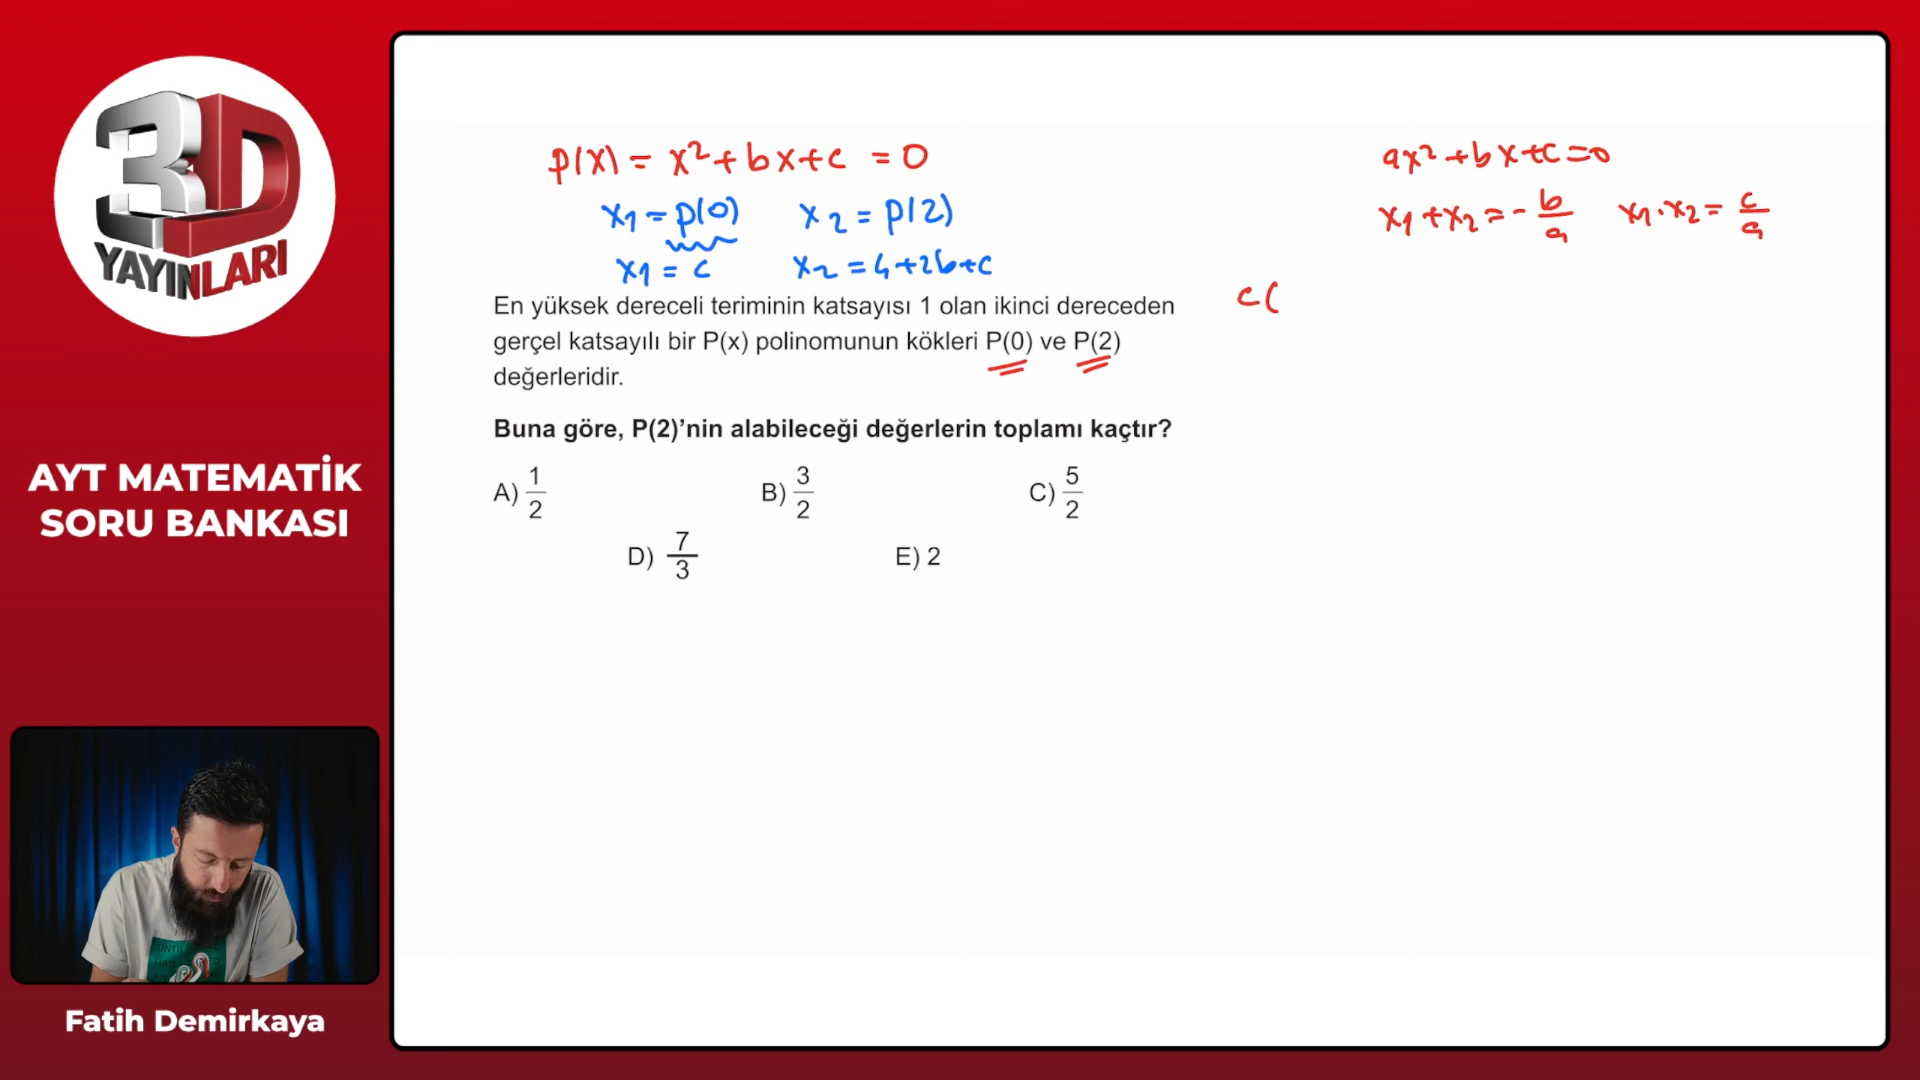 3D
YAYINLARI
AYT MATEMATİK
SORU BANKASI
Fatih Demirkaya
P(x) = x² + bx + c = 0
x₁ = P(0) x₂ = P(2)
x₁ = c x₂ = 4+2b+c
ax² + bx + c = 0
x₁ + x₂ = - b/a x₁ . x₂ = c/a
c(
En yüksek dereceli teriminin katsayısı 1 olan ikinci dereceden
gerçel katsayılı bir P(x) polinomunun kökleri P(0) ve P(2)
değerleridir.
Buna göre, P(2)’nin alabileceği değerlerin toplamı kaçtır?
A) 1/2 B) 3/2 C) 5/2
D) 7/3 E) 2